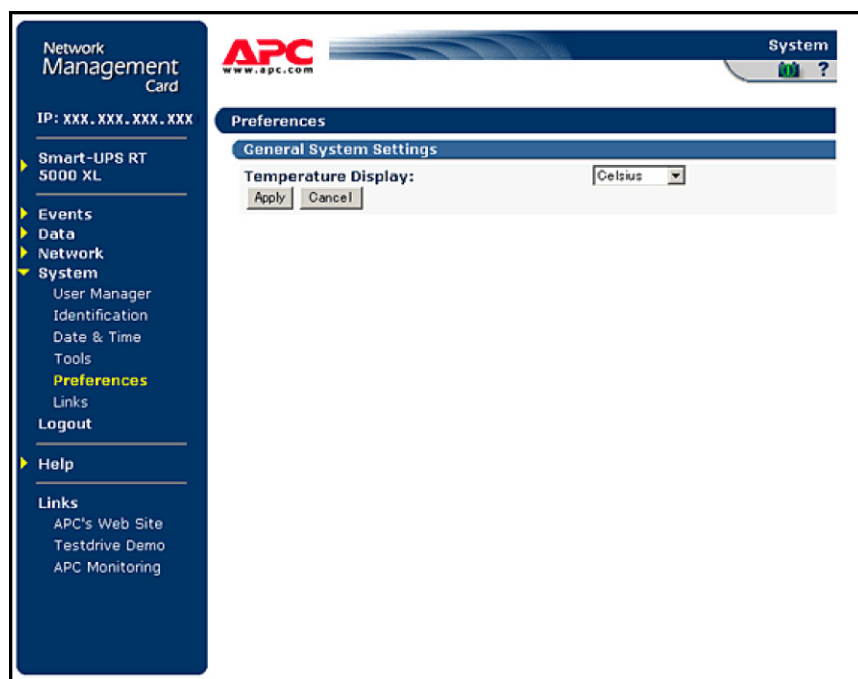 Network
Management
Card
IP: xxx.xxx.xxx.xxx
Smart-UPS RT
5000 XL
Events
Data
Network
System
User Manager
Identification
Date & Time
Tools
Preferences
Links
Logout
Help
Links
APC's Web Site
Testdrive Demo
APC Monitoring
APC
www.apc.com
System
?
Preferences
General System Settings
Temperature Display:
Celsius
Apply
Cancel